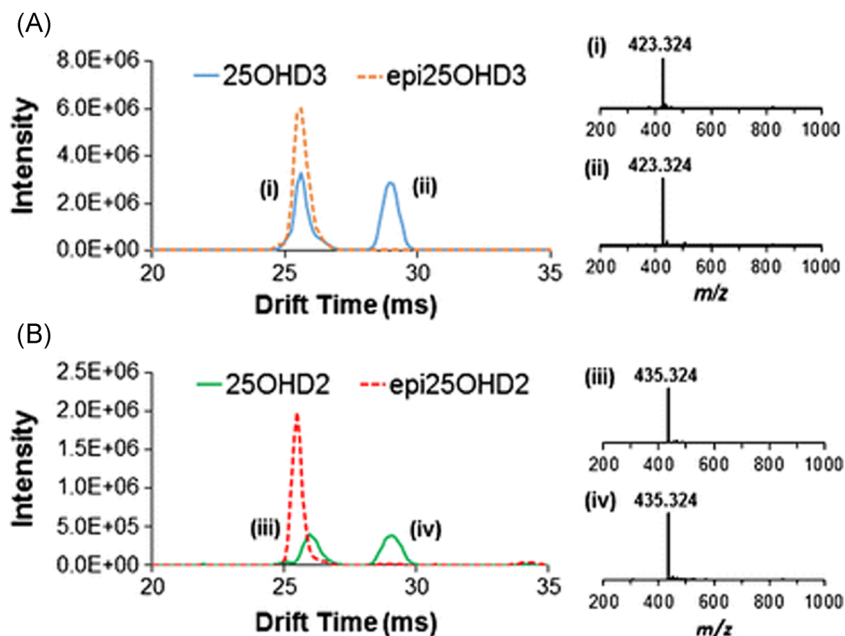 (A)
Intensity
8.0E+06
6.0E+06
4.0E+06
2.0E+06
0.0E+00
25OHD3 epi25OHD3
(i) (ii)
20 25 30 35
Drift Time (ms)
(i) 423.324
200 400 600 800 1000
(ii) 423.324
200 400 600 800 1000
m/z
(B)
Intensity
2.5E+06
2.0E+06
1.5E+06
1.0E+06
5.0E+05
0.0E+00
25OHD2 epi25OHD2
(iii) (iv)
20 25 30 35
Drift Time (ms)
(iii) 435.324
200 400 600 800 1000
(iv) 435.324
200 400 600 800 1000
m/z